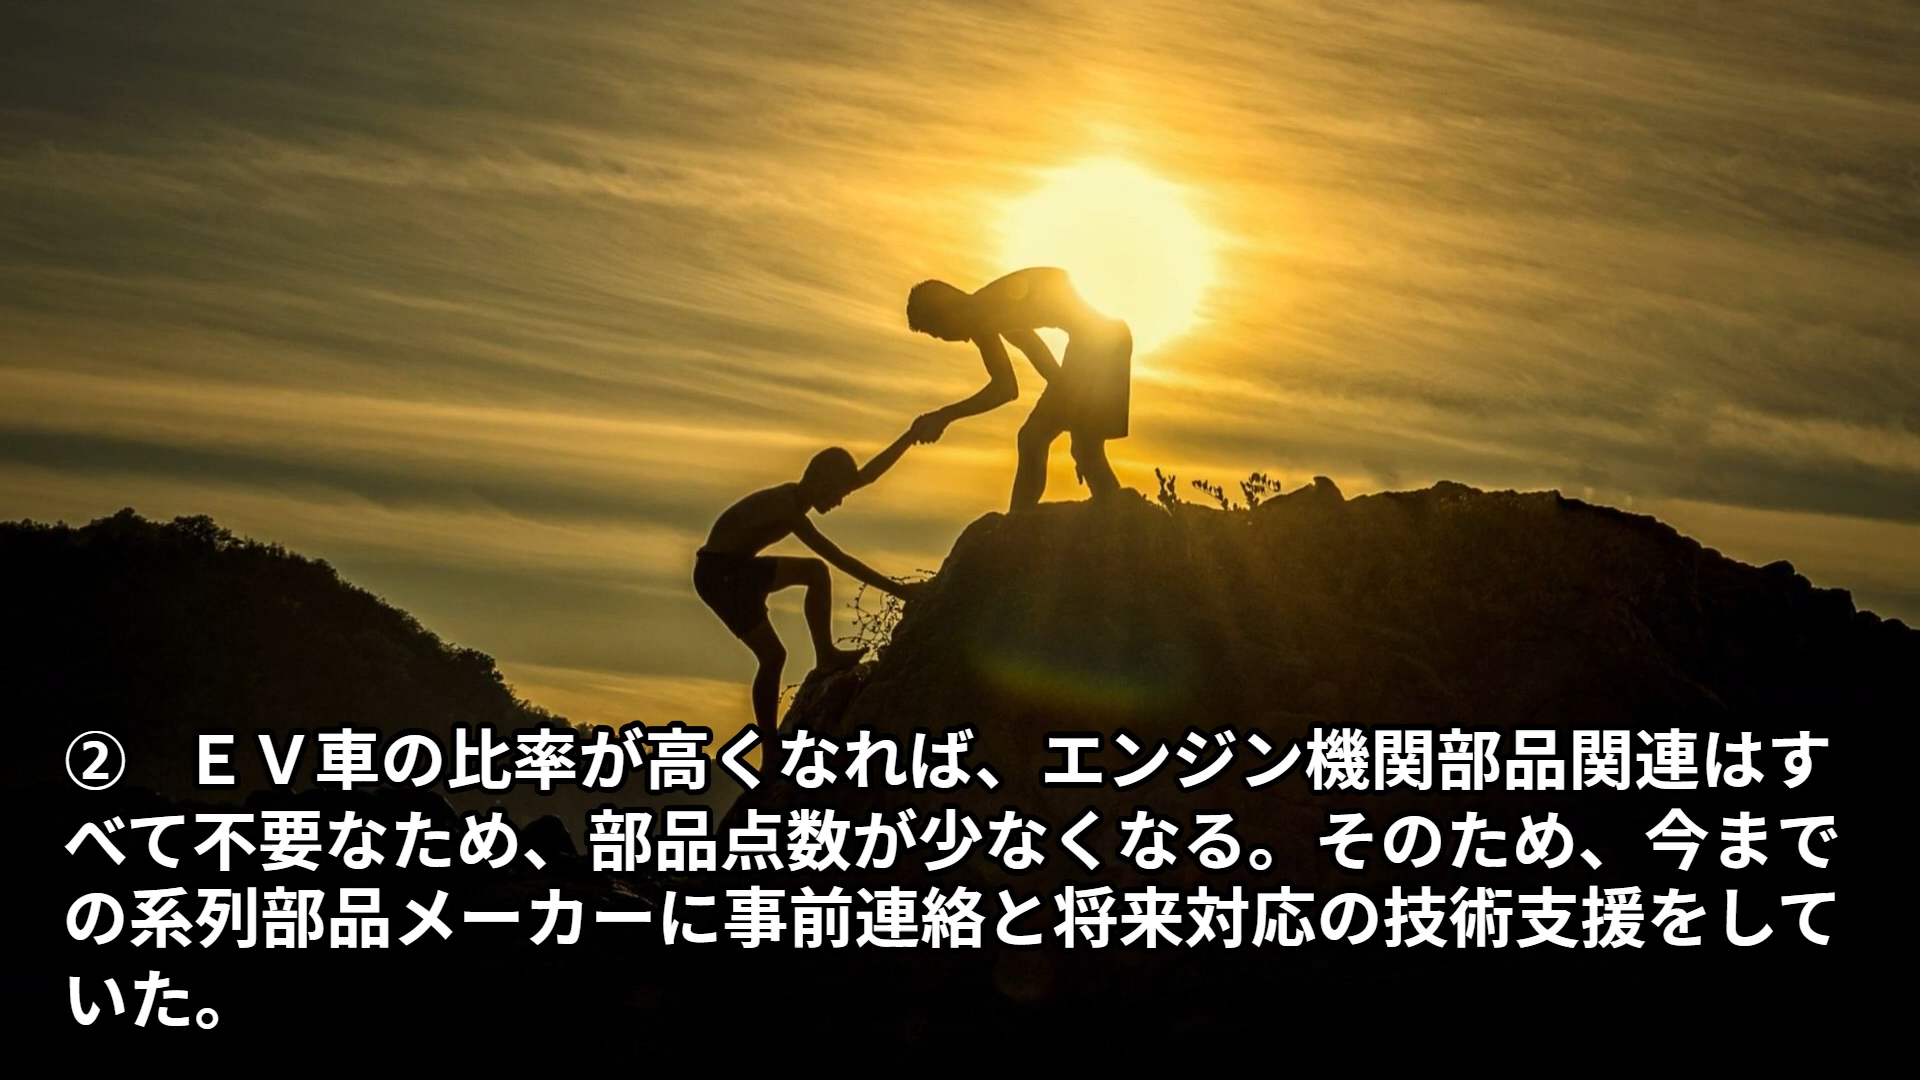 ②　ＥＶ車の比率が高くなれば、エンジン機関部品関連はす
べて不要なため、部品点数が少なくなる。そのため、今まで
の系列部品メーカーに事前連絡と将来対応の技術支援をして
いた。